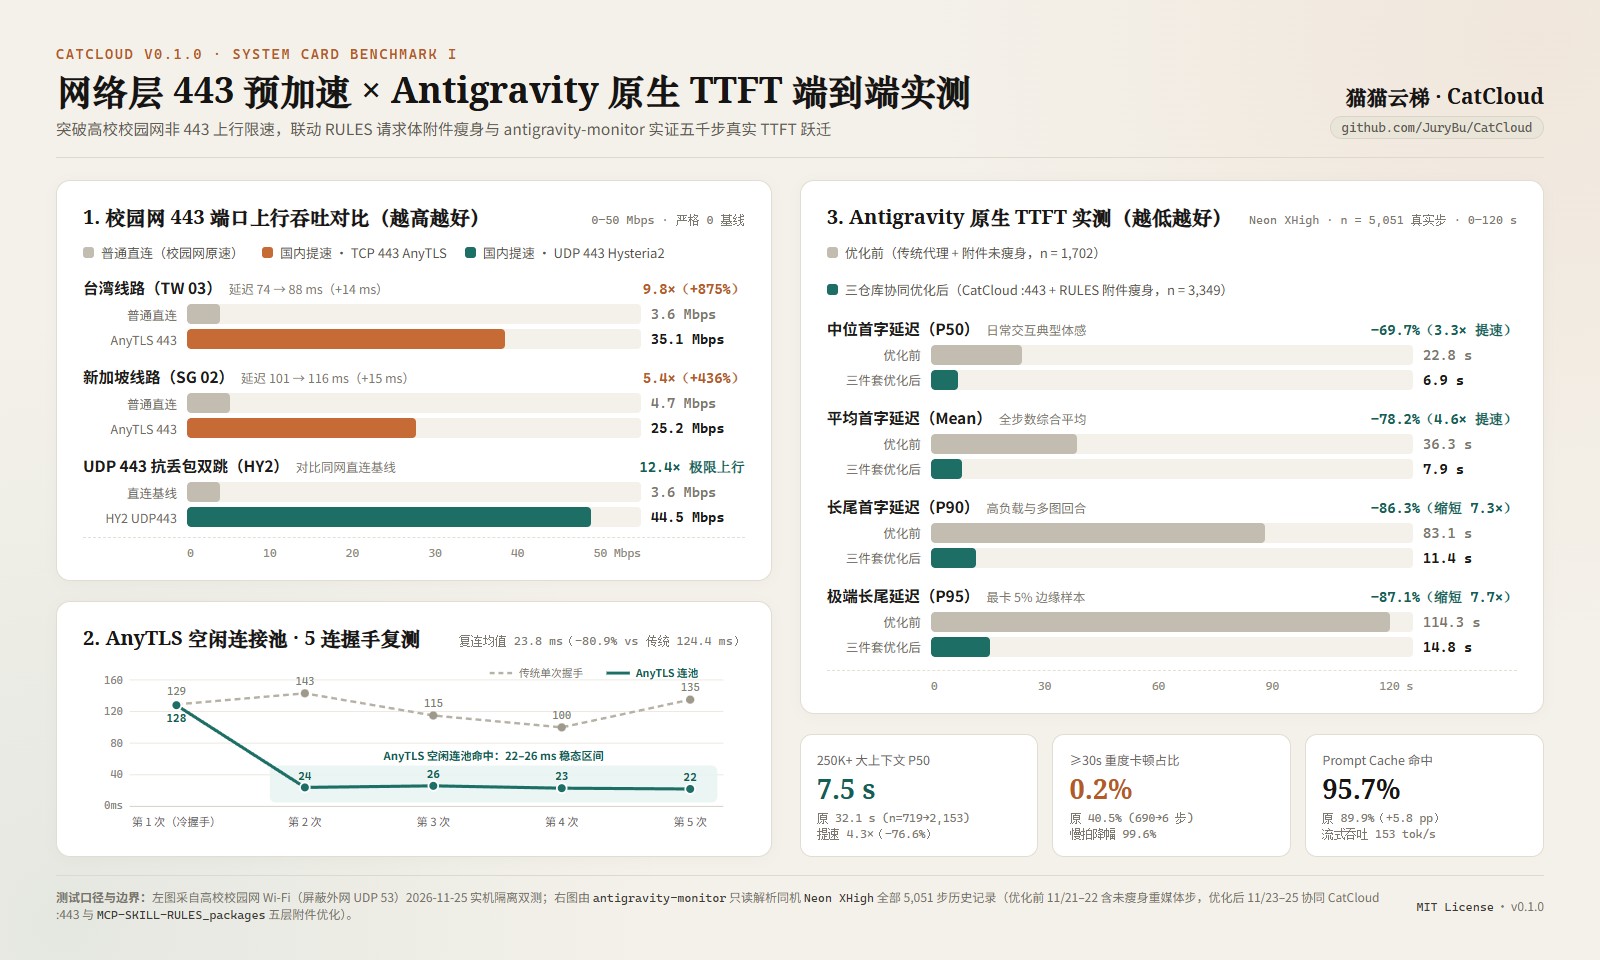 CATCLOUD V0.1.0 · SYSTEM CARD BENCHMARK I
网络层 443 预加速 × Antigravity 原生 TTFT 端到端实测
突破高校校园网非 443 上行限速，联动 RULES 请求体附件瘦身与 antigravity-monitor 实证五千步真实 TTFT 跃迁
猫猫云梯 · CatCloud
github.com/JuryBu/CatCloud
1. 校园网 443 端口上行吞吐对比（越高越好）
0–50 Mbps · 严格 0 基线
普通直连（校园网原速）
国内提速 · TCP 443 AnyTLS
国内提速 · UDP 443 Hysteria2
台湾线路（TW 03） 延迟 74 → 88 ms（+14 ms） 9.8×（+875%）
普通直连 3.6 Mbps
AnyTLS 443 35.1 Mbps
新加坡线路（SG 02） 延迟 101 → 116 ms（+15 ms） 5.4×（+436%）
普通直连 4.7 Mbps
AnyTLS 443 25.2 Mbps
UDP 443 抗丢包双跳（HY2） 对比同网直连基线 12.4× 极限上行
直连基线 3.6 Mbps
HY2 UDP443 44.5 Mbps
0 10 20 30 40 50 Mbps
2. AnyTLS 空闲连接池 · 5 连握手复测
复连均值 23.8 ms（−80.9% vs 传统 124.4 ms）
传统单次握手 AnyTLS 连池
160
120
80
40
0ms
129 143 115 100 135
128 24 26 23 22
AnyTLS 空闲连池命中：22–26 ms 稳态区间
第 1 次（冷握手） 第 2 次 第 3 次 第 4 次 第 5 次
3. Antigravity 原生 TTFT 实测（越低越好）
Neon XHigh · n = 5,051 真实步 · 0–120 s
优化前（传统代理 + 附件未瘦身，n = 1,702）
三仓库协同优化后（CatCloud :443 + RULES 附件瘦身，n = 3,349）
中位首字延迟（P50） 日常交互典型体感 −69.7%（3.3× 提速）
优化前 22.8 s
三件套优化后 6.9 s
平均首字延迟（Mean） 全步数综合平均 −78.2%（4.6× 提速）
优化前 36.3 s
三件套优化后 7.9 s
长尾首字延迟（P90） 高负载与多图回合 −86.3%（缩短 7.3×）
优化前 83.1 s
三件套优化后 11.4 s
极端长尾延迟（P95） 最卡 5% 边缘样本 −87.1%（缩短 7.7×）
优化前 114.3 s
三件套优化后 14.8 s
0 30 60 90 120 s
250K+ 大上下文 P50
7.5 s
原 32.1 s (n=719→2,153)
提速 4.3×（−76.6%）
≥30s 重度卡顿占比
0.2%
原 40.5% (690→6 步)
慢拍降幅 99.6%
Prompt Cache 命中
95.7%
原 89.9%（+5.8 pp）
流式吞吐 153 tok/s
测试口径与边界：左图采自高校校园网 Wi-Fi（屏蔽外网 UDP 53）2026-11-25 实机隔离双测；右图由 antigravity-monitor 只读解析同机 Neon XHigh 全部 5,051 步历史记录（优化前 11/21–22 含未瘦身重媒体步，优化后 11/23–25 协同 CatCloud
:443 与 MCP-SKILL-RULES_packages 五层附件优化）。
MIT License · v0.1.0